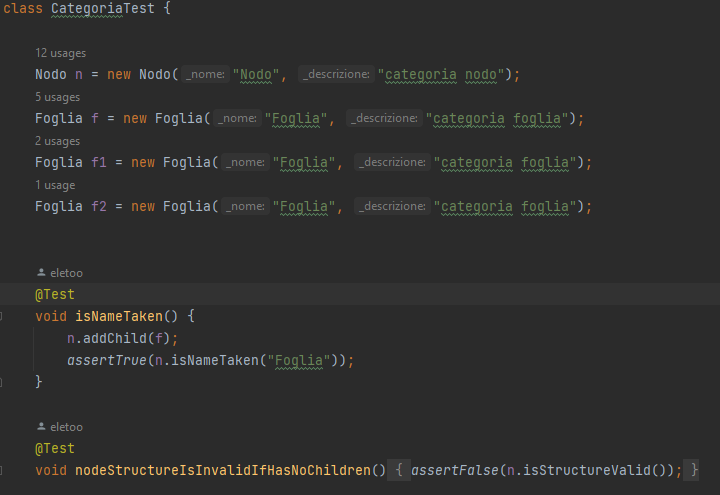 class CategoriaTest {
12 usages
Nodo n = new Nodo( _nome: "Nodo", _descrizione: "categoria nodo");
5 usages
Foglia f = new Foglia( _nome: "Foglia", _descrizione: "categoria foglia");
2 usages
Foglia f1 = new Foglia( _nome: "Foglia", _descrizione: "categoria foglia");
1 usage
Foglia f2 = new Foglia( _nome: "Foglia", _descrizione: "categoria foglia");
eletoo
@Test
void isNameTaken() {
n.addChild(f);
assertTrue(n.isNameTaken("Foglia"));
}
eletoo
@Test
void nodeStructureIsInvalidIfHasNoChildren() { assertFalse(n.isStructureValid()); }